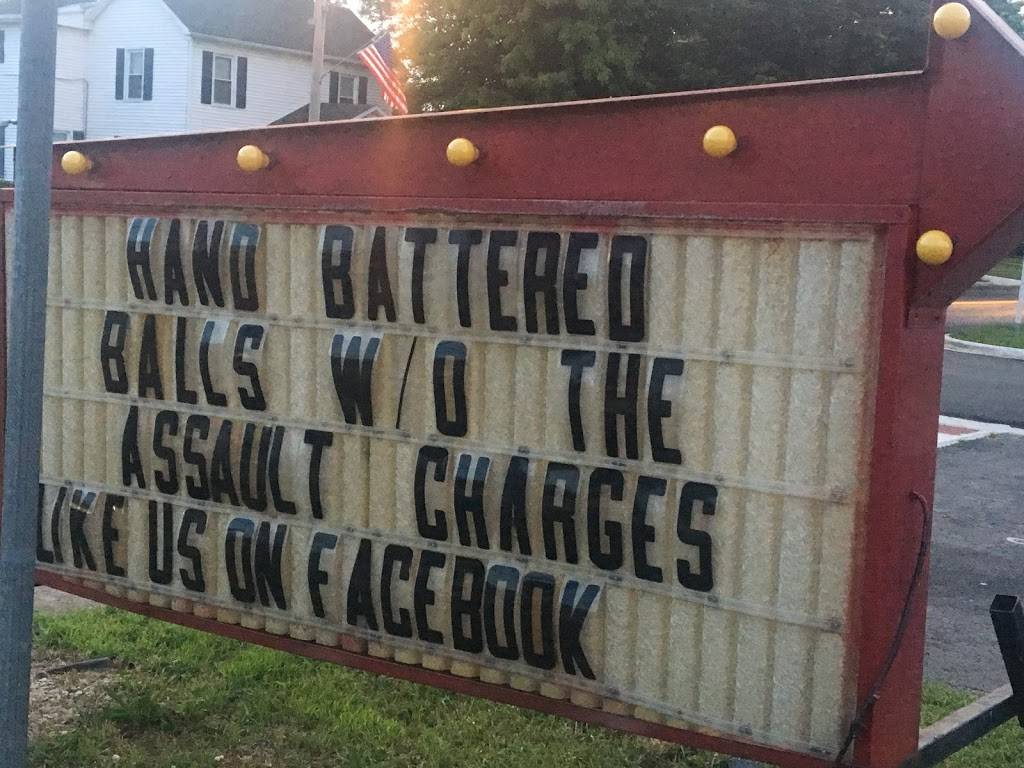 HAND BATTERED
BALLS W/O THE
ASSAULT CHARGES
LIKE US ON FACEBOOK